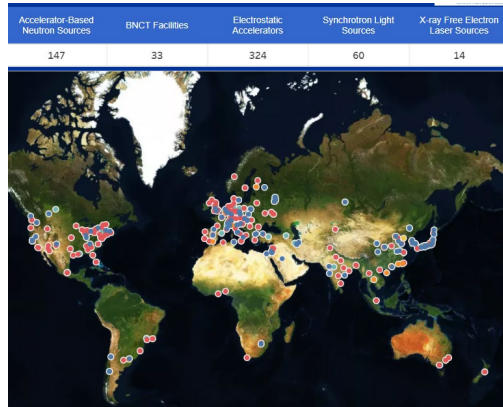 Accelerator-Based Neutron Sources
BNCT Facilities
Electrostatic Accelerators
Synchrotron Light Sources
X-ray Free Electron Laser Sources
147
33
324
60
14